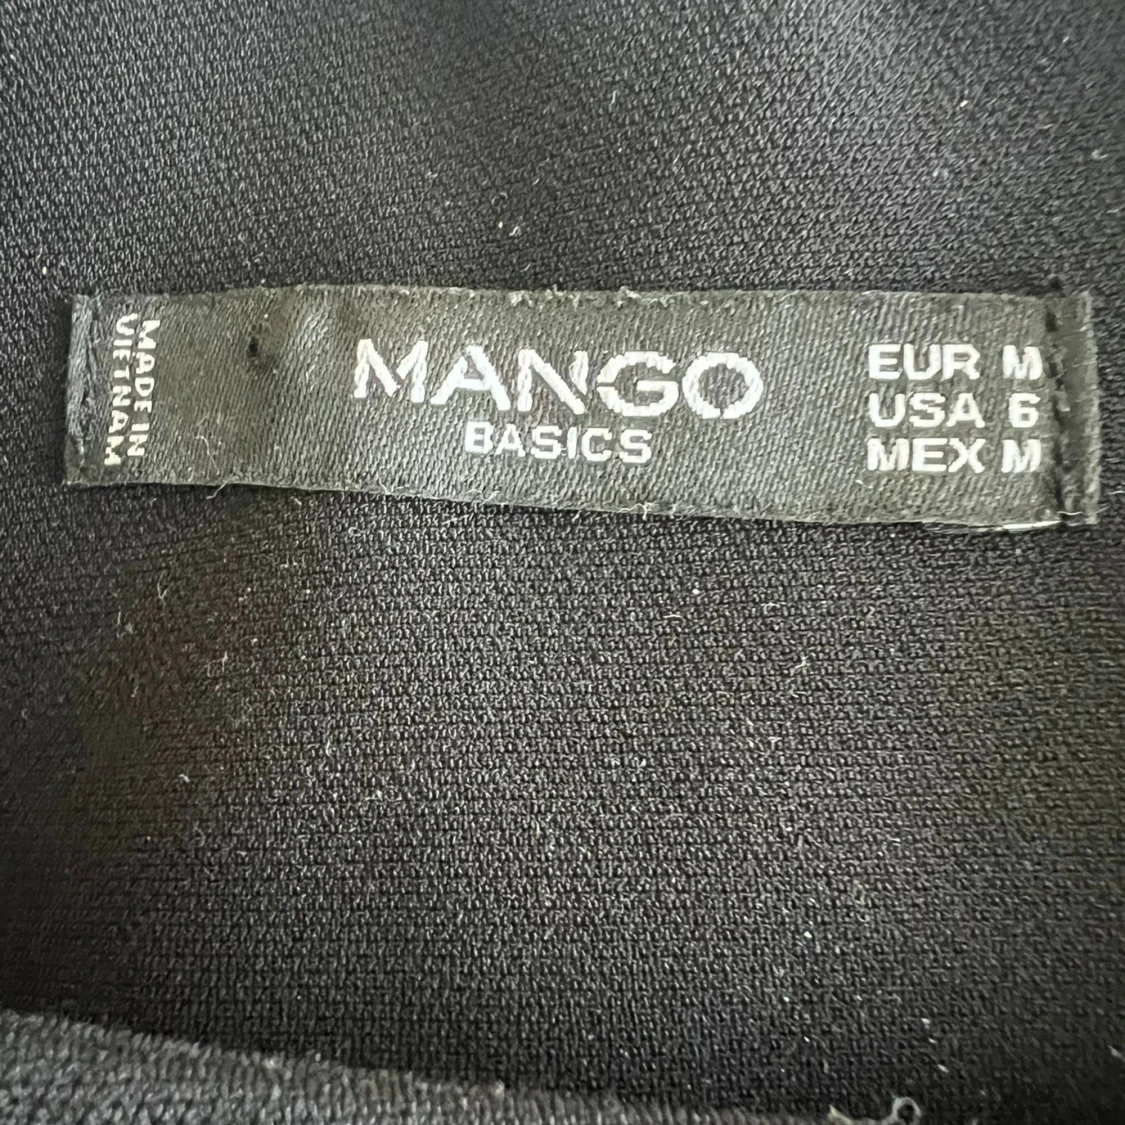 MADE IN
VIETNAM
MANGO
BASICS
EUR M
USA 6
MEX M